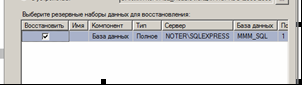 Выберите резервные наборы данных для восстановления:
Восстановить Имя Компонент Тип Сервер База данных По
База данных Полное NOTER\SQLEXPRESS MMM_SQL 1